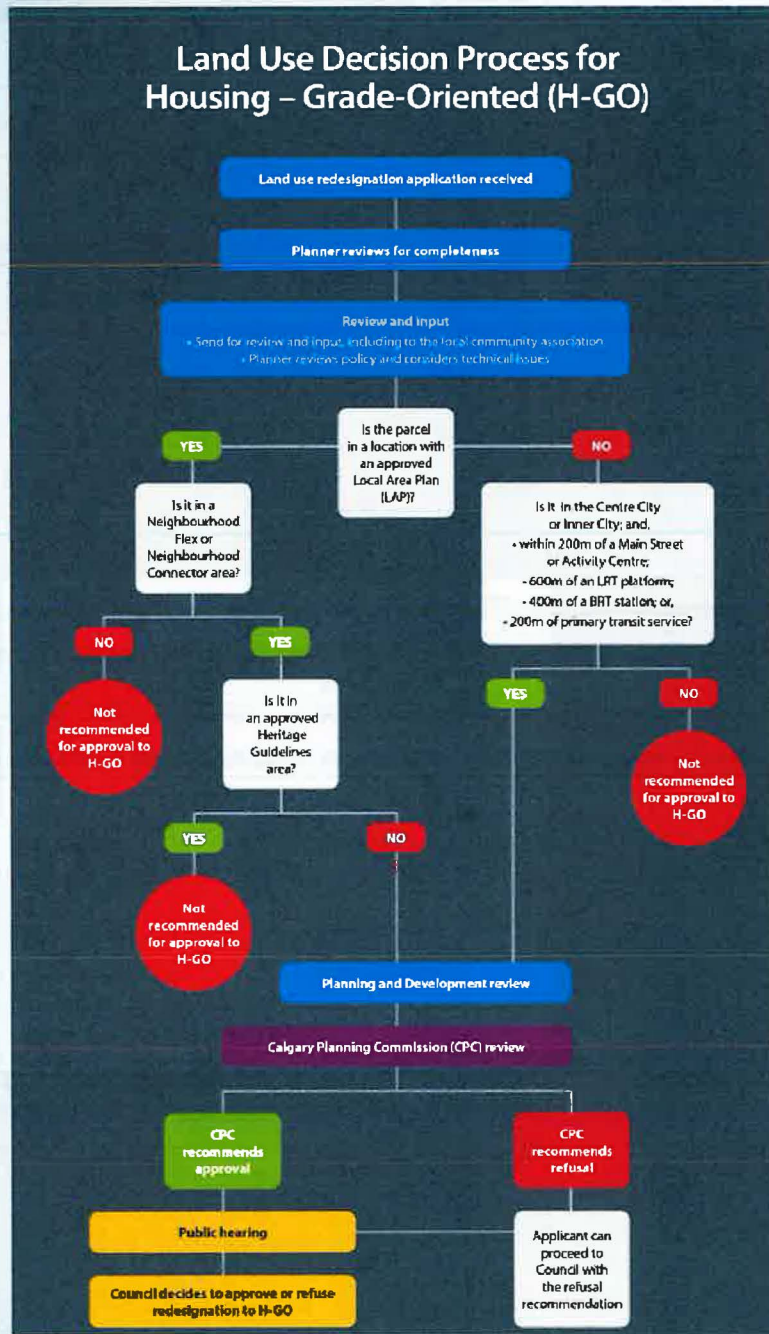 Land Use Decision Process for
Housing – Grade-Oriented (H-GO)
Land use redesignation application received
Planner reviews for completeness
Review and input
• Send for review and input, including to the local community association
• Planner reviews policy and considers technical issues
Is the parcel
in a location with
an approved
Local Area Plan
(LAP)?
YES
NO
Is it in a
Neighbourhood
Flex or
Neighbourhood
Connector area?
Is it in the Centre City
or Inner City; and,
• within 200m of a Main Street
or Activity Centre;
• 600m of an LRT platform;
• 400m of a BRT station; or,
• 200m of primary transit service?
NO
YES
YES
NO
Not
recommended
for approval to
H-GO
Is it in
an approved
Heritage
Guidelines
area?
Not
recommended
for approval to
H-GO
YES
NO
Not
recommended
for approval to
H-GO
Planning and Development review
Calgary Planning Commission (CPC) review
CPC
recommends
approval
CPC
recommends
refusal
Public hearing
Applicant can
proceed to
Council with
the refusal
recommendation
Council decides to approve or refuse
redesignation to H-GO